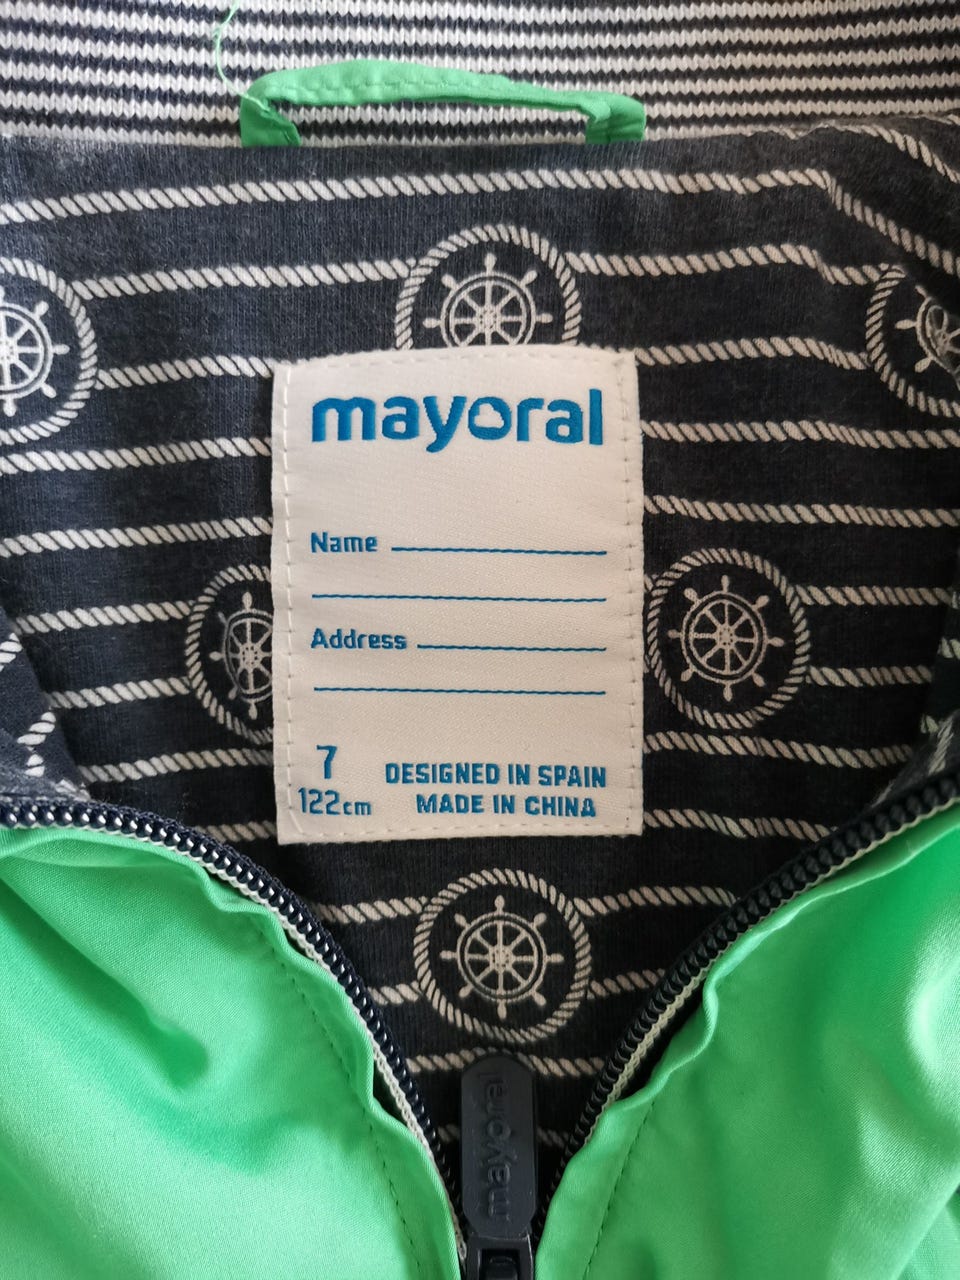 mayoral
Name
Address
7
122cm
DESIGNED IN SPAIN
MADE IN CHINA
mayoral